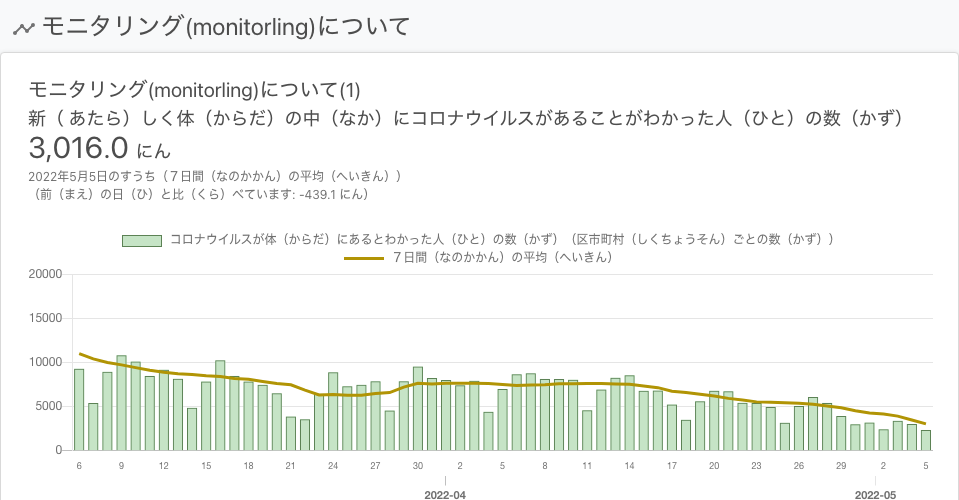 モニタリング(monitorling)について
モニタリング(monitorling)について(1)
新（ あたら）しく体（からだ）の中（なか）にコロナウイルスがあることがわかった人（ひと）の数（かず）
3,016.0 にん
2022年5月5日のすうち（７日間（なのかかん）の平均（へいきん））
（前（まえ）の日（ひ）と比（くら）べています: -439.1 にん）
コロナウイルスが体（からだ）にあるとわかった人（ひと）の数（かず）（区市町村（しくちょうそん）ごとの数（かず））
７日間（なのかかん）の平均（へいきん）
20000
15000
10000
5000
0
6 9 12 15 18 21 24 27 30 2 5 8 11 14 17 20 23 26 29 2 5
2022-04 2022-05